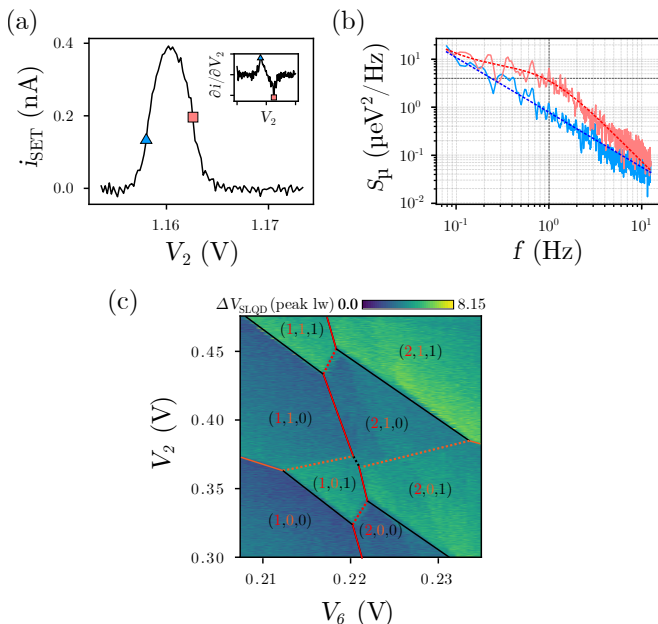 (a)
0.4
0.2
0.0
i_SET (nA)
1.16
1.17
V_2 (V)
∂i/∂V_2
V_2
(b)
10^1
10^0
10^-1
10^-2
S_μ (μeV^2/Hz)
10^-1
10^0
10^1
f (Hz)
(c)
ΔV_SLQD (peak lw) 0.0 8.15
0.45
0.40
0.35
0.30
V_2 (V)
(1,1,1)
(2,1,1)
(1,1,0)
(2,1,0)
(1,0,1)
(2,0,1)
(1,0,0)
(2,0,0)
0.21
0.22
0.23
V_6 (V)